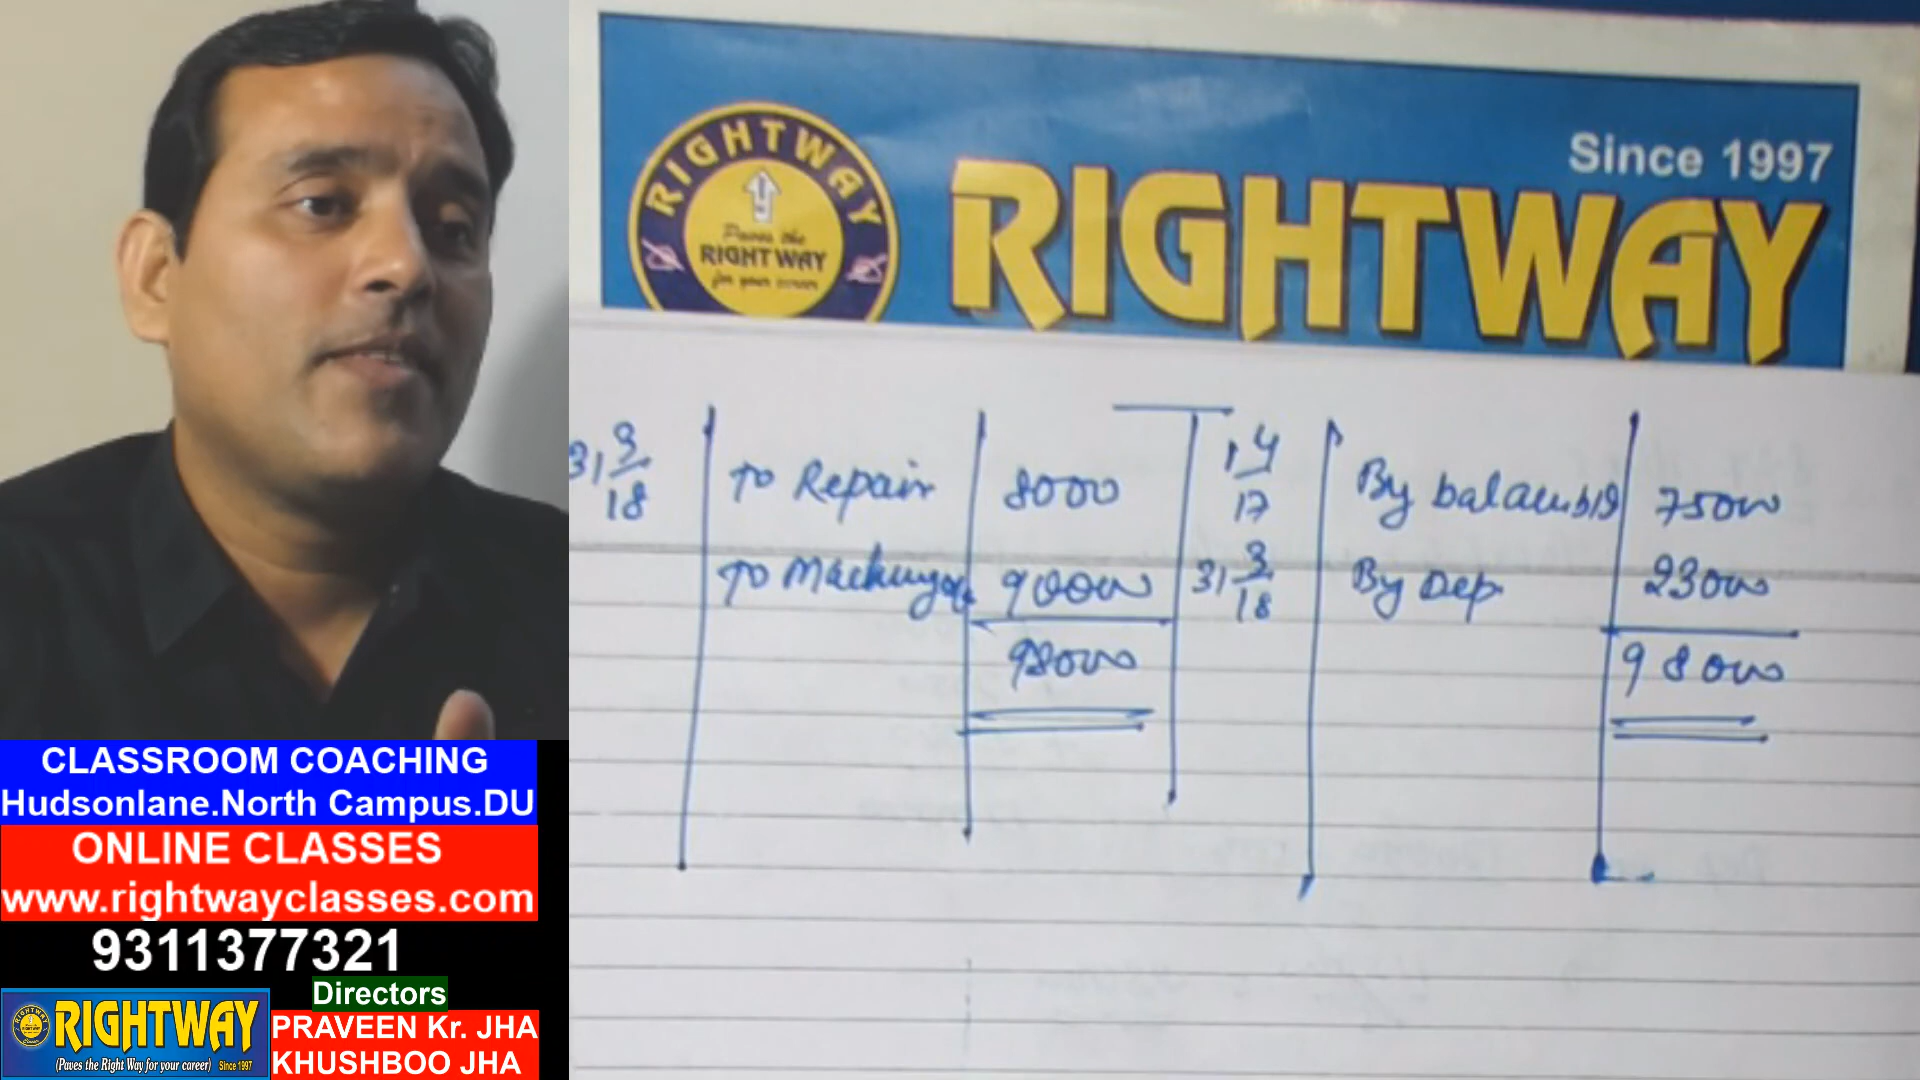 Since 1997
RIGHTWAY
RIGHTWAY
Paves the
RIGHT WAY
for your career
31 3/18 To Repair 8000 1 4/17 By balance b/d 75000
To Machinery a/c 90000 31 3/18 By Dep 23000
98000 98000
CLASSROOM COACHING
Hudsonlane.North Campus.DU
ONLINE CLASSES
www.rightwayclasses.com
9311377321
Directors
PRAVEEN Kr. JHA
KHUSHBOO JHA
RIGHTWAY
(Paves the Right Way for your career) Since 1997